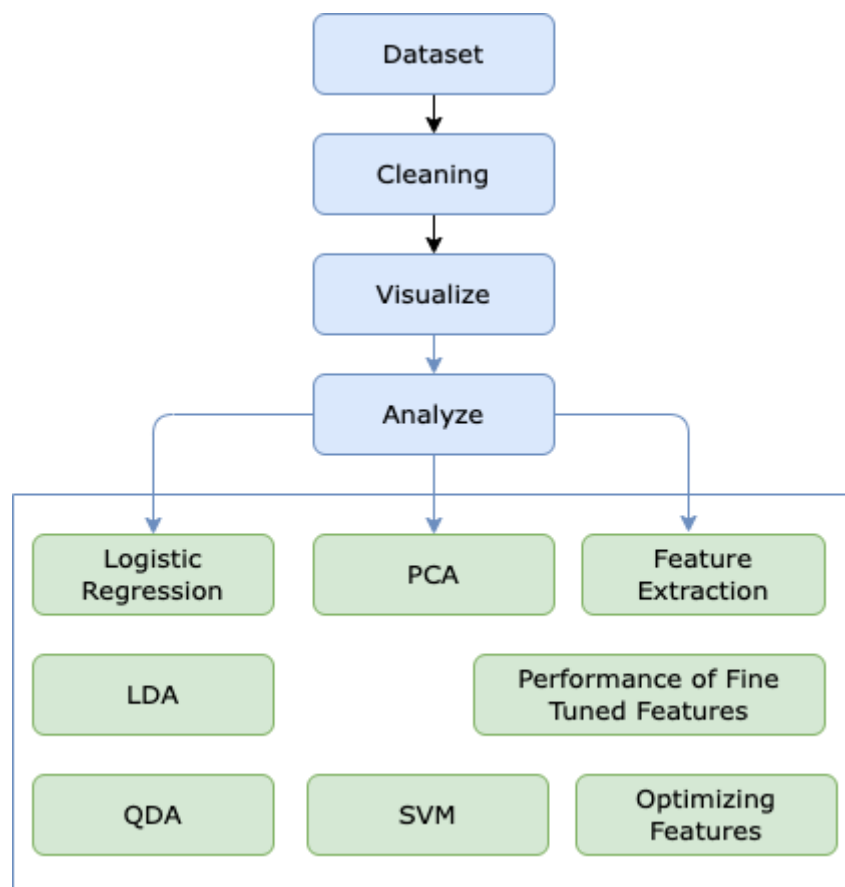 Dataset
Cleaning
Visualize
Analyze
Logistic
Regression
PCA
Feature
Extraction
LDA
Performance of Fine
Tuned Features
QDA
SVM
Optimizing
Features